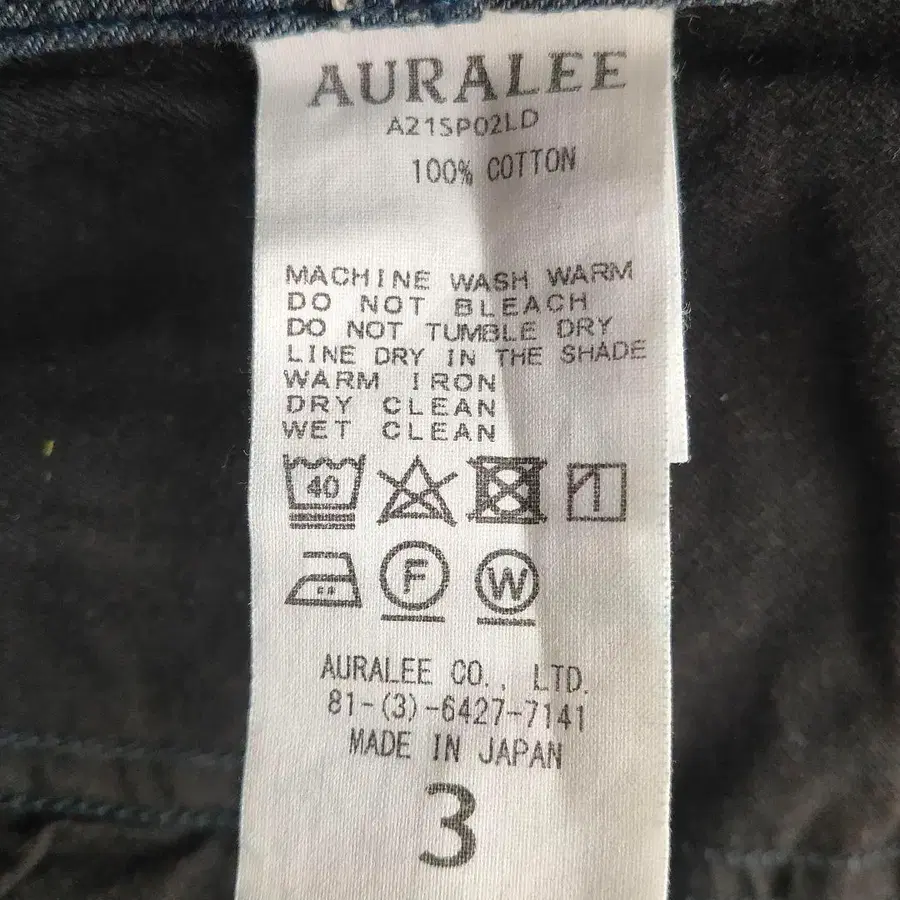 AURALEE
A21SP02LD
100% COTTON
MACHINE WASH WARM
DO NOT BLEACH
DO NOT TUMBLE DRY
LINE DRY IN THE SHADE
WARM IRON
DRY CLEAN
WET CLEAN
40
F W
AURALEE CO., LTD.
81-(3)-6427-7141
MADE IN JAPAN
3